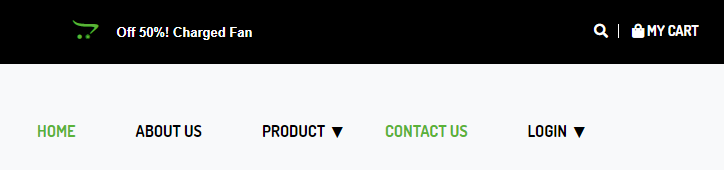 Off 50%! Charged Fan
MY CART
HOME ABOUT US PRODUCT ▼ CONTACT US LOGIN ▼